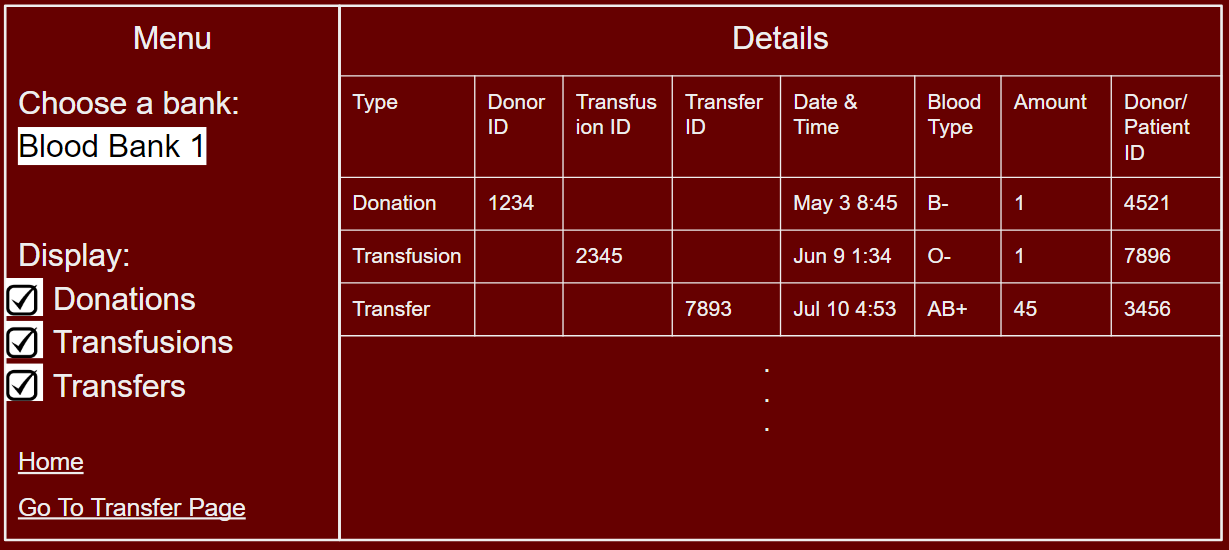 Menu
Choose a bank:
Blood Bank 1
Display:
Donations
Transfusions
Transfers
Home
Go To Transfer Page
Details
Type Donor ID Transfus ion ID Transfer ID Date & Time Blood Type Amount Donor/ Patient ID
Donation 1234 May 3 8:45 B- 1 4521
Transfusion 2345 Jun 9 1:34 O- 1 7896
Transfer 7893 Jul 10 4:53 AB+ 45 3456
.
.
.